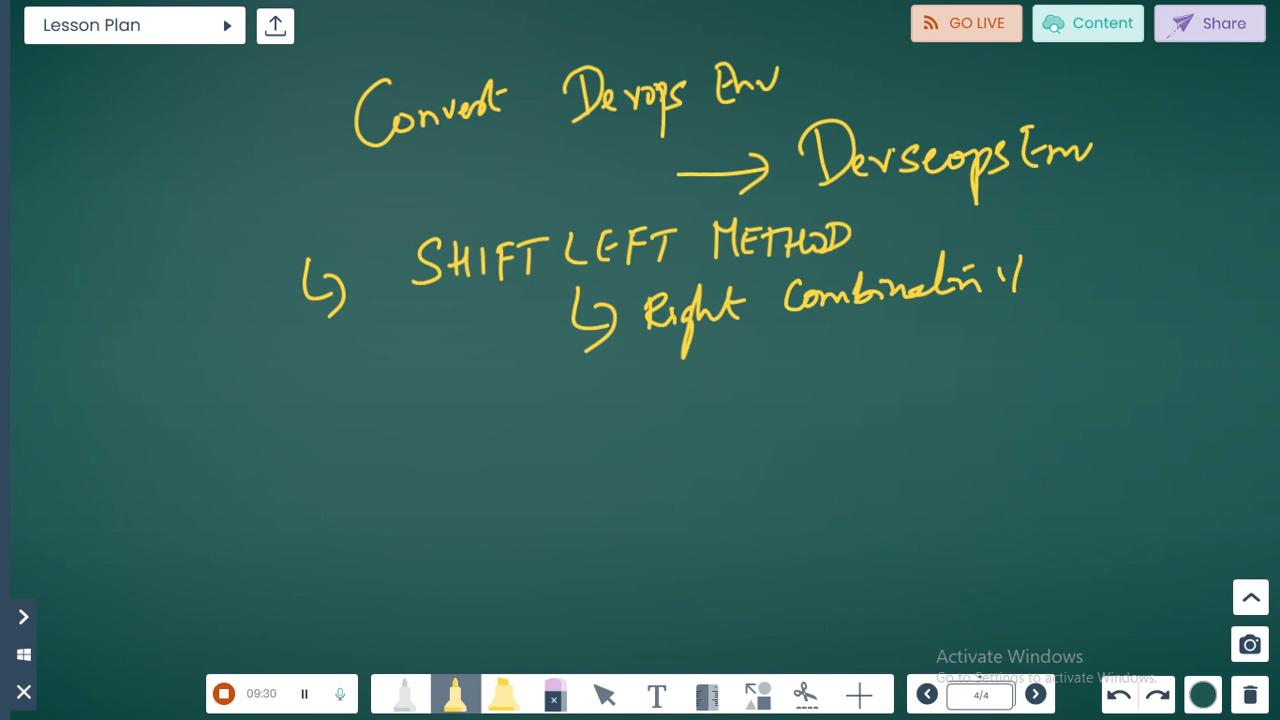 Lesson Plan
GO LIVE
Content
Share
Convert Devops Env
→ Devseops Env
↳ SHIFT LEFT METHOD
↳ Right Combination
Activate Windows
Go to Settings to activate Windows.
09:30
T
4/4